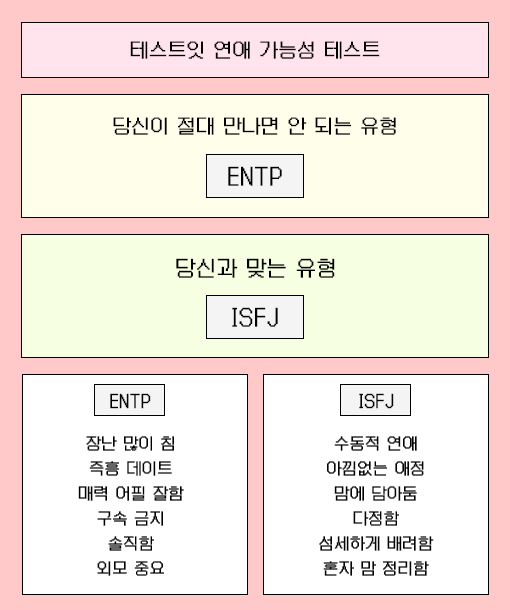 테스트잇 연애 가능성 테스트
당신이 절대 만나면 안 되는 유형
ENTP
당신과 맞는 유형
ISFJ
ENTP
장난 많이 침
즉흥 데이트
매력 어필 잘함
구속 금지
솔직함
외모 중요
ISFJ
수동적 연애
아낌없는 애정
맘에 담아둠
다정함
섬세하게 배려함
혼자 맘 정리함